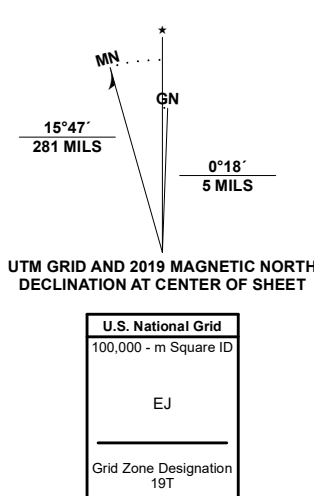 ★
MN
GN
15°47´
281 MILS
0°18´
5 MILS
UTM GRID AND 2019 MAGNETIC NORTH
DECLINATION AT CENTER OF SHEET
U.S. National Grid
100,000 - m Square ID
EJ
Grid Zone Designation
19T